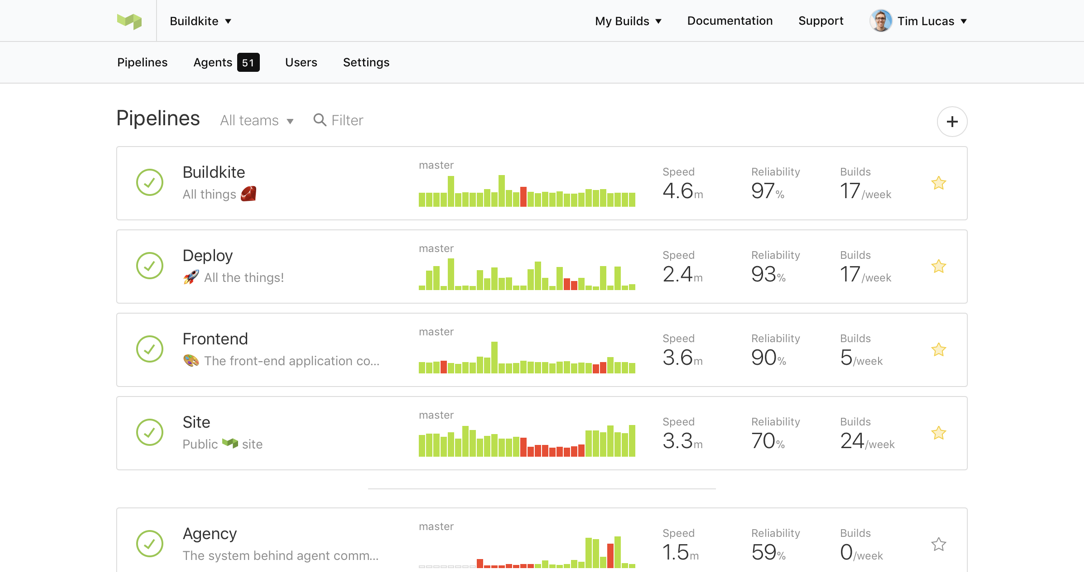 Buildkite ▼ My Builds ▼ Documentation Support Tim Lucas ▼
Pipelines Agents 51 Users Settings
Pipelines All teams ▼ Filter +
master
Buildkite
All things
Speed Reliability Builds
4.6m 97% 17/week
master
Deploy
All the things!
Speed Reliability Builds
2.4m 93% 17/week
master
Frontend
The front-end application co...
Speed Reliability Builds
3.6m 90% 5/week
master
Site
Public site
Speed Reliability Builds
3.3m 70% 24/week
master
Agency
The system behind agent comm...
Speed Reliability Builds
1.5m 59% 0/week